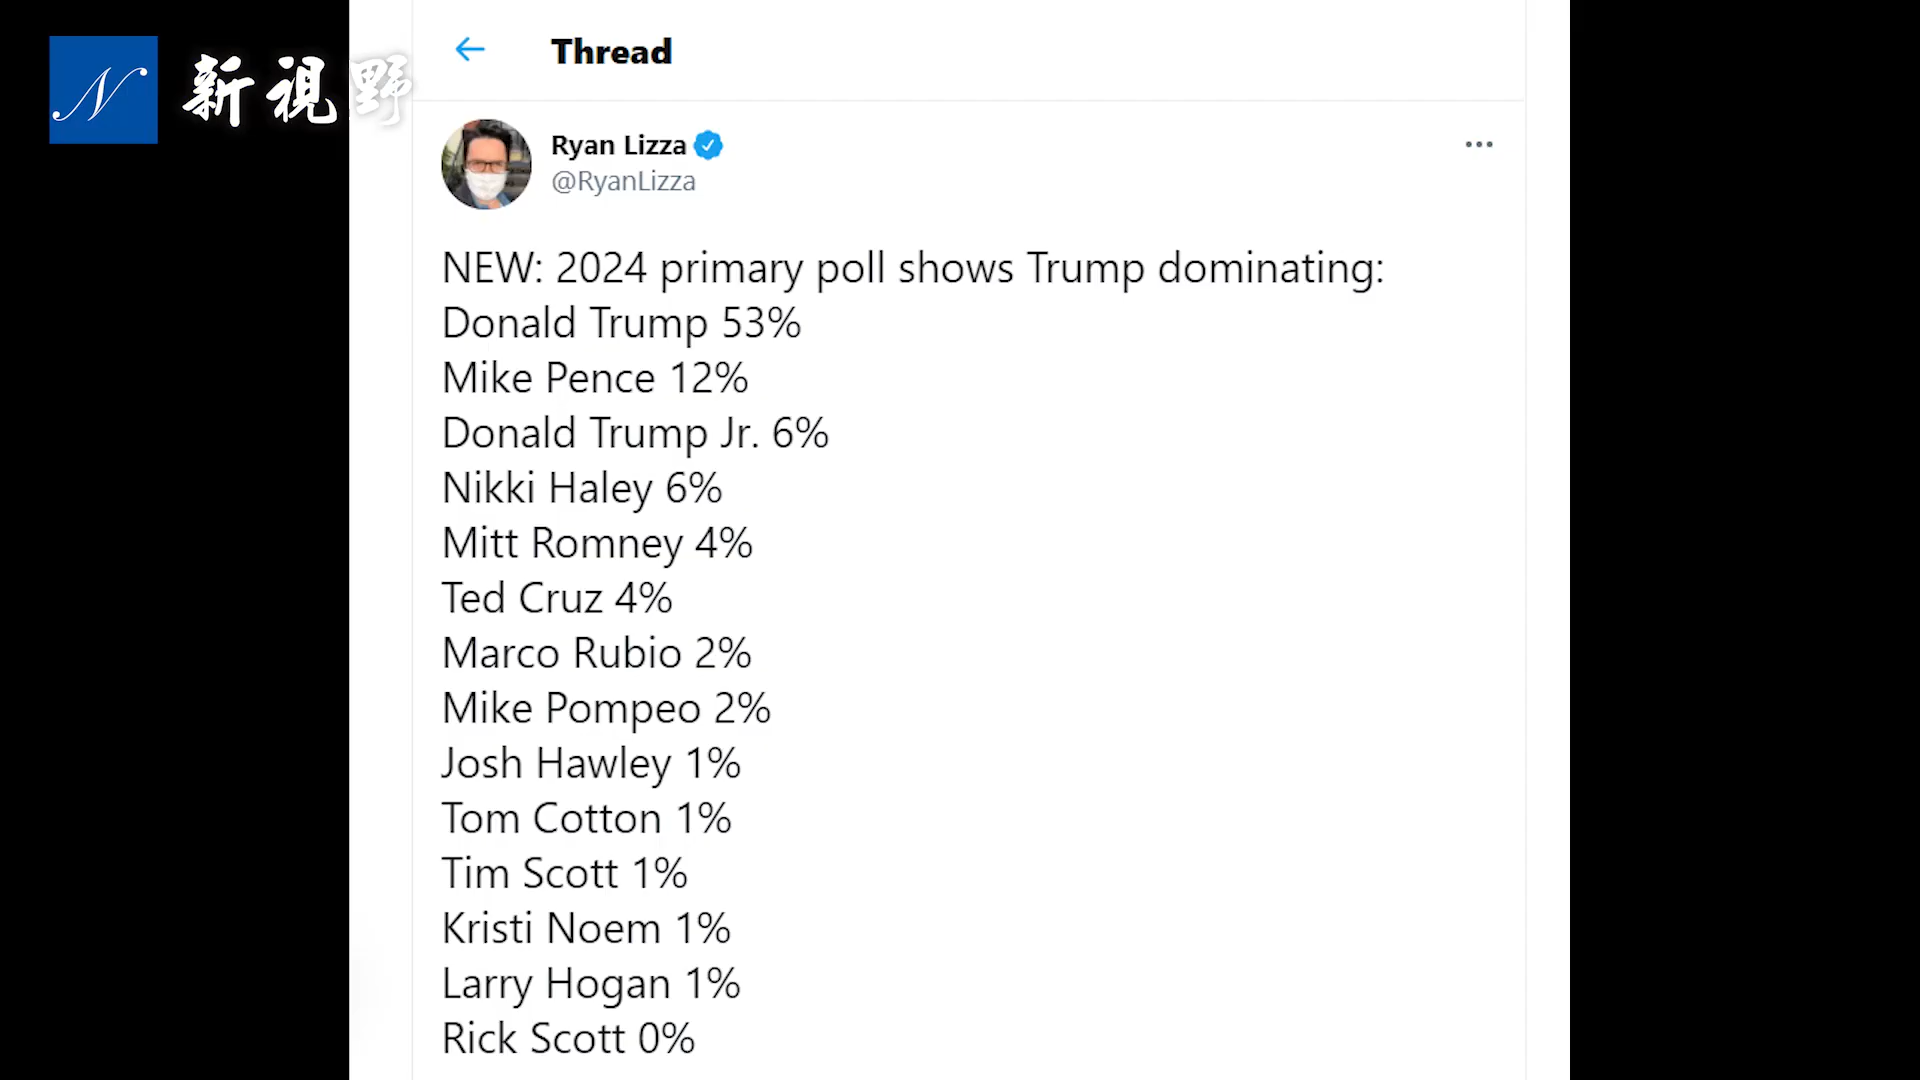 N 新視野
Thread
Ryan Lizza
@RyanLizza
NEW: 2024 primary poll shows Trump dominating:
Donald Trump 53%
Mike Pence 12%
Donald Trump Jr. 6%
Nikki Haley 6%
Mitt Romney 4%
Ted Cruz 4%
Marco Rubio 2%
Mike Pompeo 2%
Josh Hawley 1%
Tom Cotton 1%
Tim Scott 1%
Kristi Noem 1%
Larry Hogan 1%
Rick Scott 0%